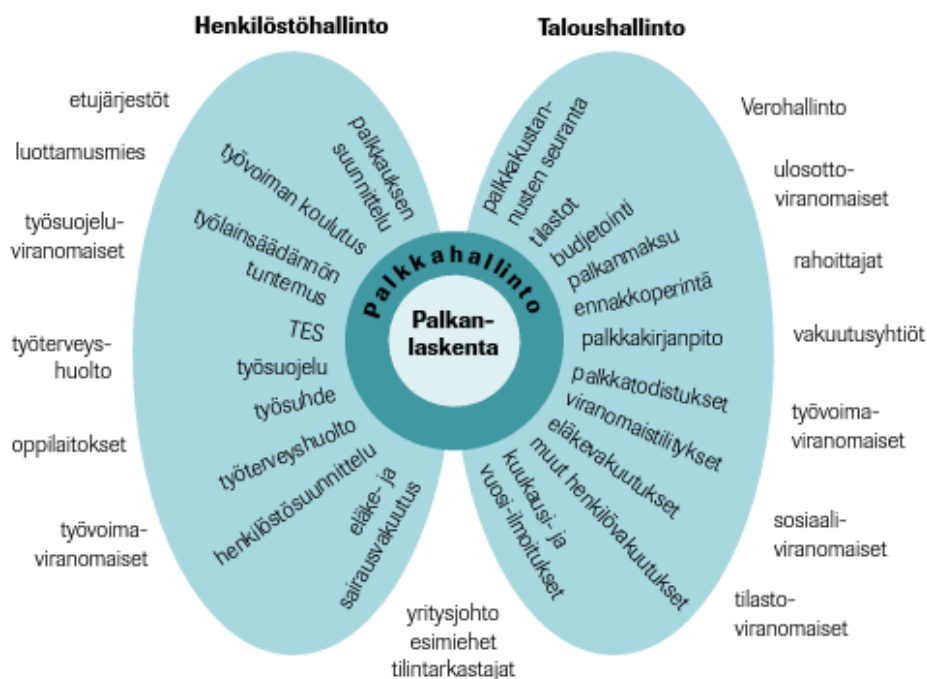 Henkilöstöhallinto
Taloushallinto
etujärjestöt
luottamusmies
työsuojelu-
viranomaiset
työterveys-
huolto
oppilaitokset
työvoima-
viranomaiset
palkkauksen
suunnittelu
työvoiman koulutus
työlainsäädännön
tuntemus
TES
työsuojelu
työsuhde
työterveyshuolto
henkilöstösuunnittelu
eläke- ja
sairausvakuutus
Palkkahallinto
Palkan-
laskenta
palkkakustan-
nusten seuranta
tilastot
budjetointi
palkanmaksu
ennakkoperintä
palkkakirjanpito
palkkatodistukset
viranomaistilitykset
eläkevakuutukset
muut henkilövakuutukset
kuukausi- ja
vuosi-ilmoitukset
Verohallinto
ulosotto-
viranomaiset
rahoittajat
vakuutusyhtiöt
työvoima-
viranomaiset
sosiaali-
viranomaiset
tilasto-
viranomaiset
yritysjohto
esimiehet
tilintarkastajat